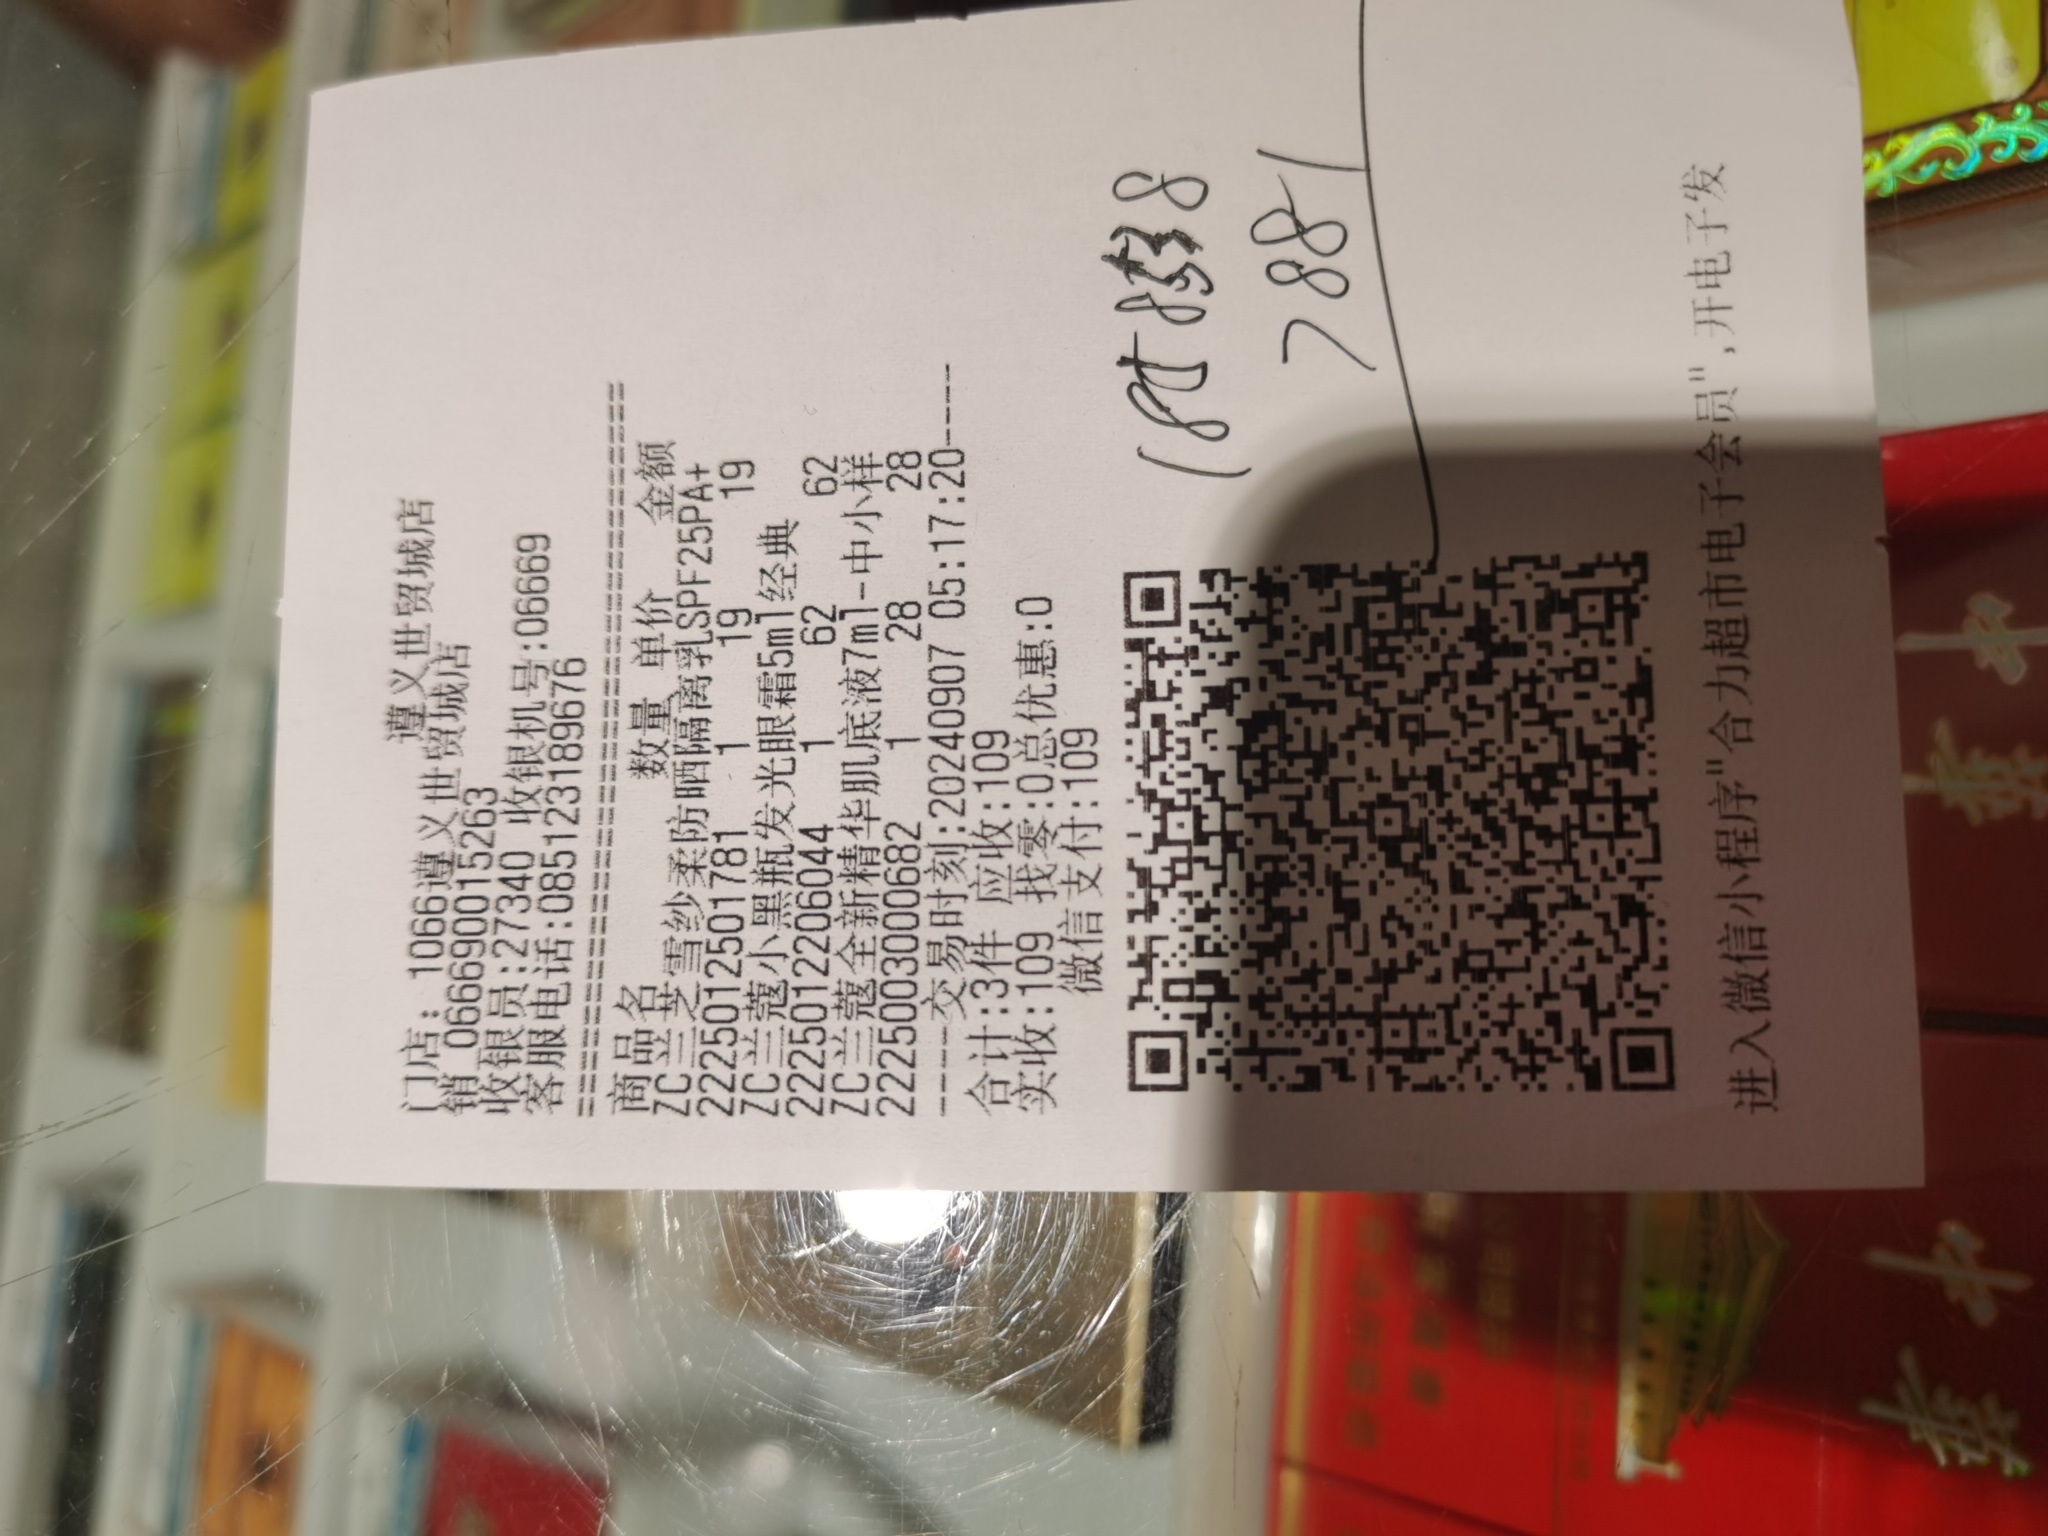 遵义世贸城店
门店：1066遵义世贸城店
销 066690015263
收银员:27340 收银机号:06669
客服电话:085123189676
================================
商品名 数量 单价 金额
ZC兰芝雪纱柔防晒隔离乳SPF25PA+
2225012501781 1 19 19
ZC兰蔻小黑瓶发光眼霜5ml经典
2225012206044 1 62 62
ZC兰蔻全新精华肌底液7ml-中小样
2225003000682 1 28 28
-----交易时刻:20240907 05:17:20-----
合计:3件 应收:109
实收:109 找零:0总优惠:0
微信支付:109
7881
进入微信小程序"合力超市电子会员",开电子发
中
华
中
华